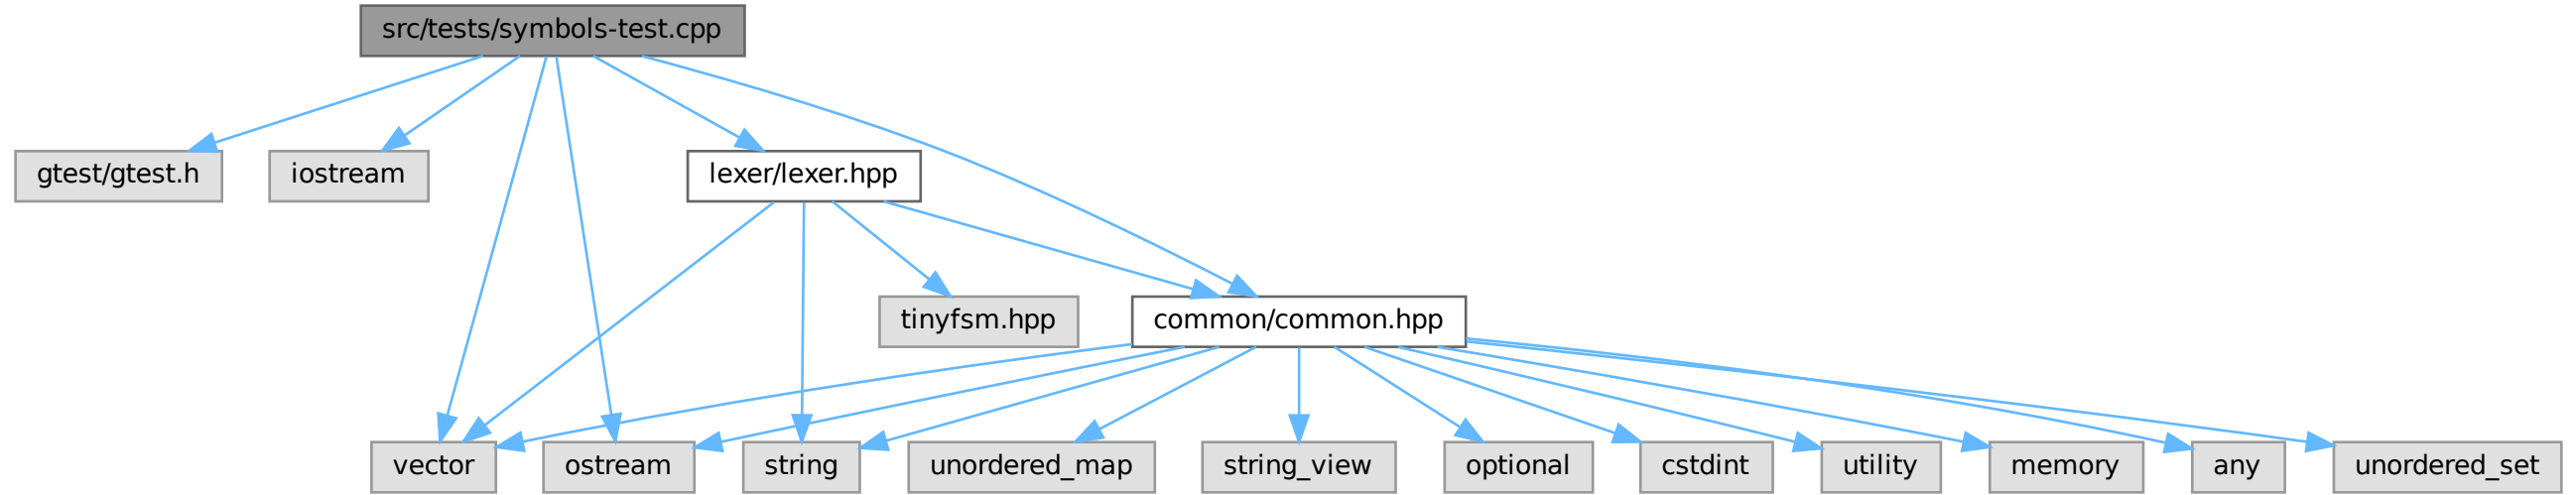 src/tests/symbols-test.cpp
gtest/gtest.h
iostream
lexer/lexer.hpp
tinyfsm.hpp
common/common.hpp
vector
ostream
string
unordered_map
string_view
optional
cstdint
utility
memory
any
unordered_set